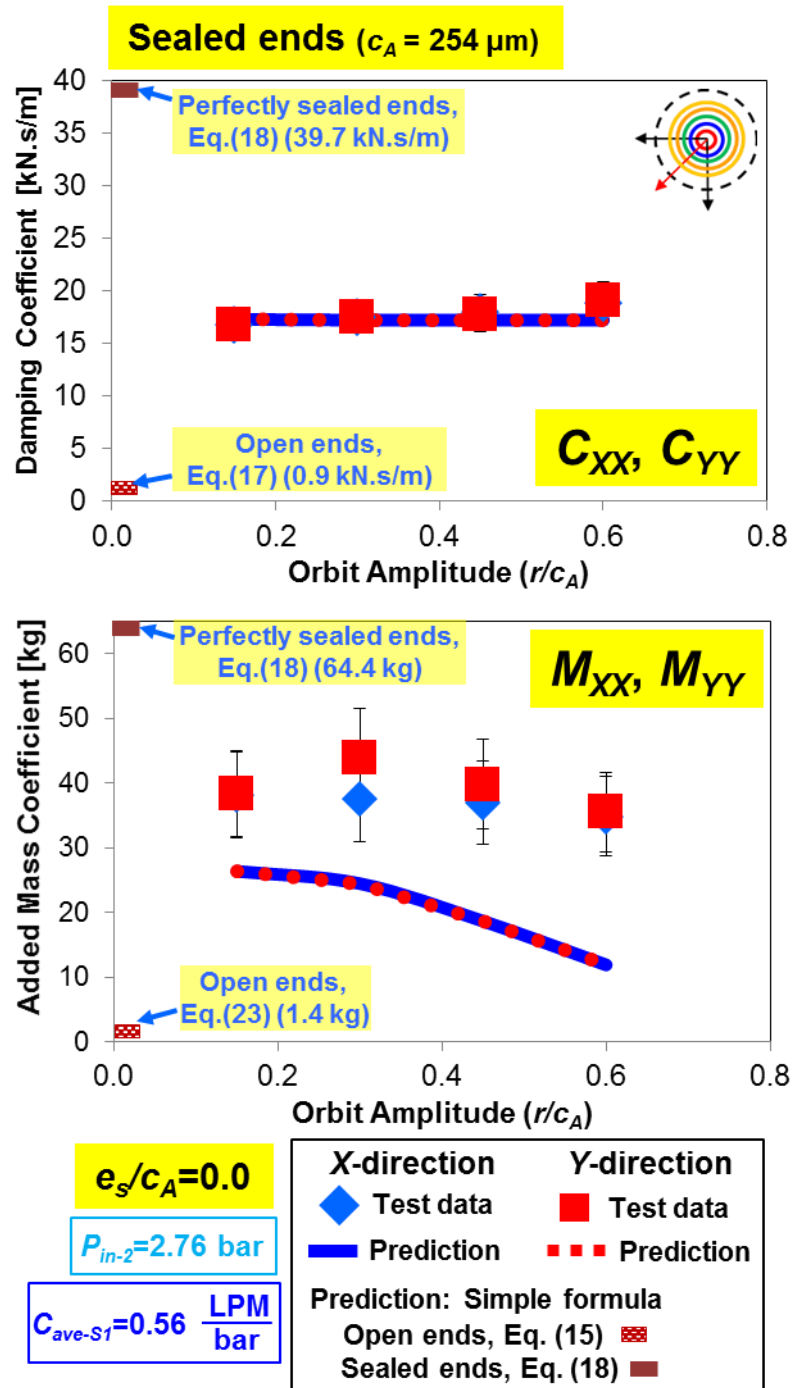 Sealed ends (cA = 254 µm)
Damping Coefficient [kN.s/m]
40
35
30
25
20
15
10
5
0
Perfectly sealed ends,
Eq.(18) (39.7 kN.s/m)
Open ends,
Eq.(17) (0.9 kN.s/m)
CXX, CYY
0.0 0.2 0.4 0.6 0.8
Orbit Amplitude (r/cA)
Added Mass Coefficient [kg]
60
50
40
30
20
10
0
Perfectly sealed ends,
Eq.(18) (64.4 kg)
MXX, MYY
Open ends,
Eq.(23) (1.4 kg)
0.0 0.2 0.4 0.6 0.8
Orbit Amplitude (r/cA)
es/cA=0.0
Pin-2=2.76 bar
Cave-S1=0.56 LPM
bar
X-direction Y-direction
Test data Test data
Prediction Prediction
Prediction: Simple formula
Open ends, Eq. (15)
Sealed ends, Eq. (18)